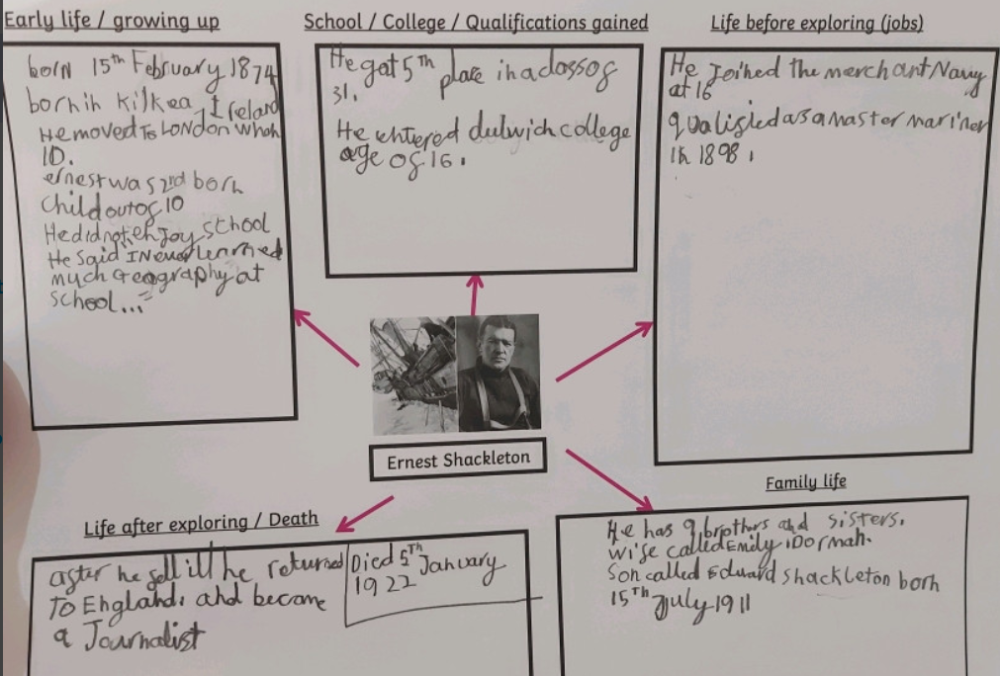 Early life / growing up
born 15th February 1874
born in Kilkea, Ireland
He moved To LONDON when
10.
ernest was 2nd born
child out of 10
He did not enjoy school
He said I Never learned
much Geography at
school..."
School / College / Qualifications gained
He got 5th place in a class of
31.
He entered dulwich college
age of 16.
Life before exploring (jobs)
He Joined The merchant Navy
at 16
qualified as a master mariner
in 1898.
Ernest Shackleton
Life after exploring / Death
after he fell ill he returned
To England. and become
a Journalist
Died 5Th January
1922
Family life
He has 9 brothers and sisters.
wife called Emily Dorman.
Son called Edward Shackleton born
15Th July 1911